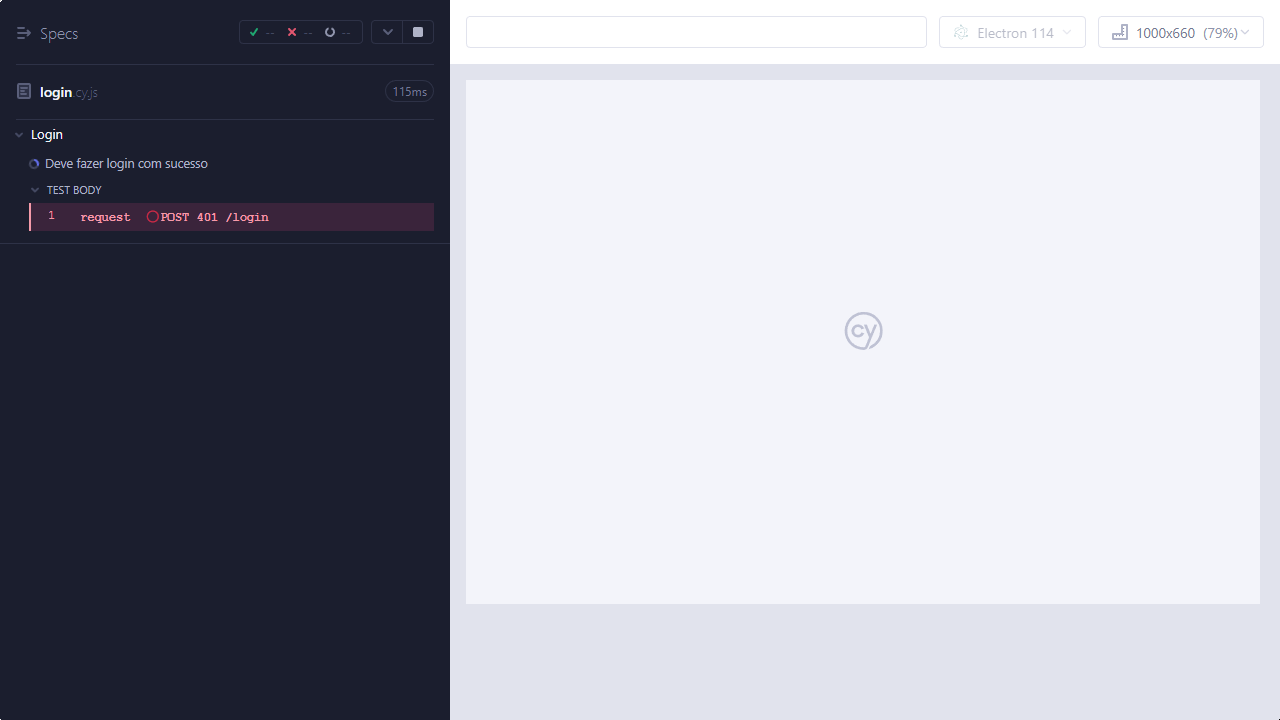 Specs
--
--
--
login.cy.js
115ms
Login
Deve fazer login com sucesso
TEST BODY
1 request POST 401 /login
Electron 114
1000x660 (79%)
cy